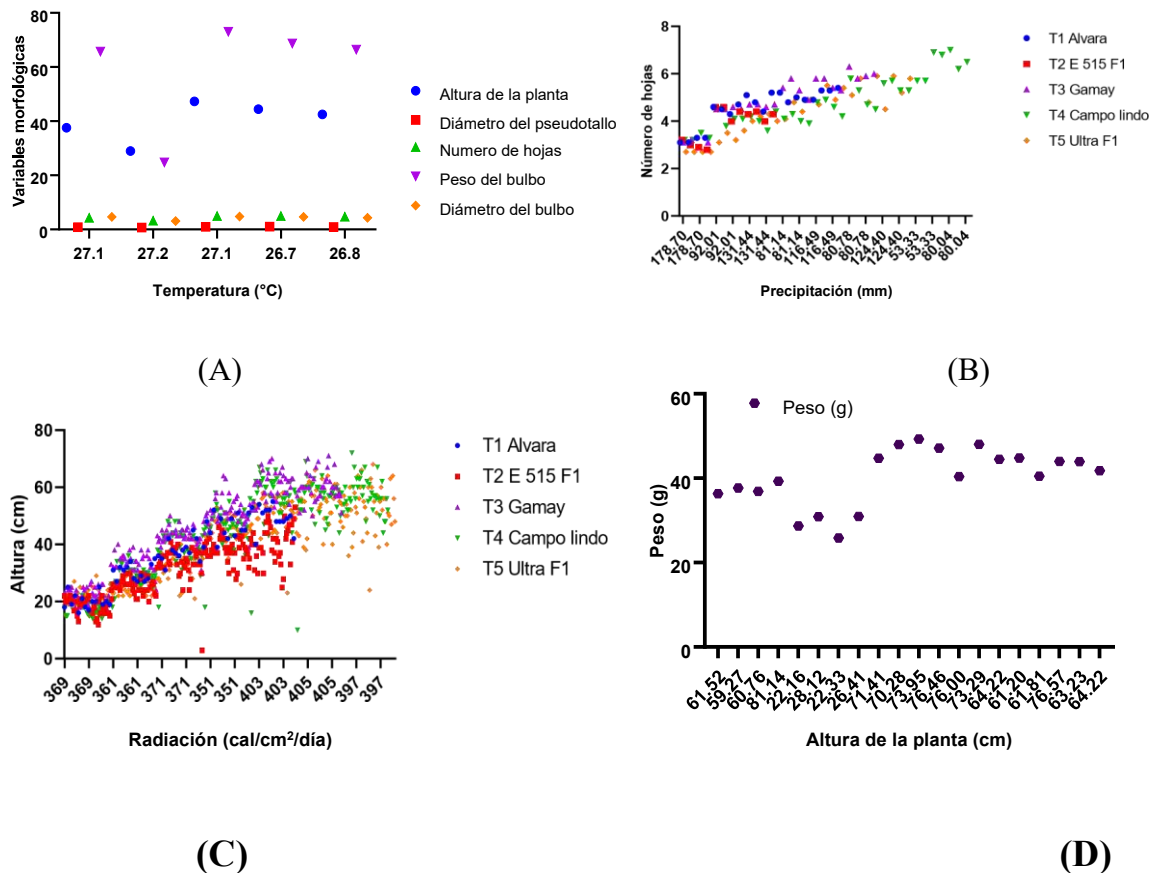 80
60
40
20
0
Variables morfológicas
27.1
27.2
27.1
26.7
26.8
Temperatura (°C)
Altura de la planta
Diámetro del pseudotallo
Numero de hojas
Peso del bulbo
Diámetro del bulbo
(A)
8
6
4
2
0
Número de hojas
178.70
178.70
92.01
92.01
131.44
131.44
81.14
81.14
116.49
116.49
80.78
80.78
124.40
124.40
53.33
53.33
80.04
80.04
Precipitación (mm)
T1 Alvara
T2 E 515 F1
T3 Gamay
T4 Campo lindo
T5 Ultra F1
(B)
80
60
40
20
0
Altura (cm)
369
369
361
361
371
371
351
351
403
403
405
405
397
397
Radiación (cal/cm²/día)
T1 Alvara
T2 E 515 F1
T3 Gamay
T4 Campo lindo
T5 Ultra F1
(C)
60
40
60
0
Peso (g)
Peso (g)
61.52
59.27
60.76
81.14
22.16
28.12
22.33
26.41
71.41
70.28
73.95
76.46
76.00
73.29
64.22
61.20
61.81
76.57
63.23
64.22
Altura de la planta (cm)
(D)